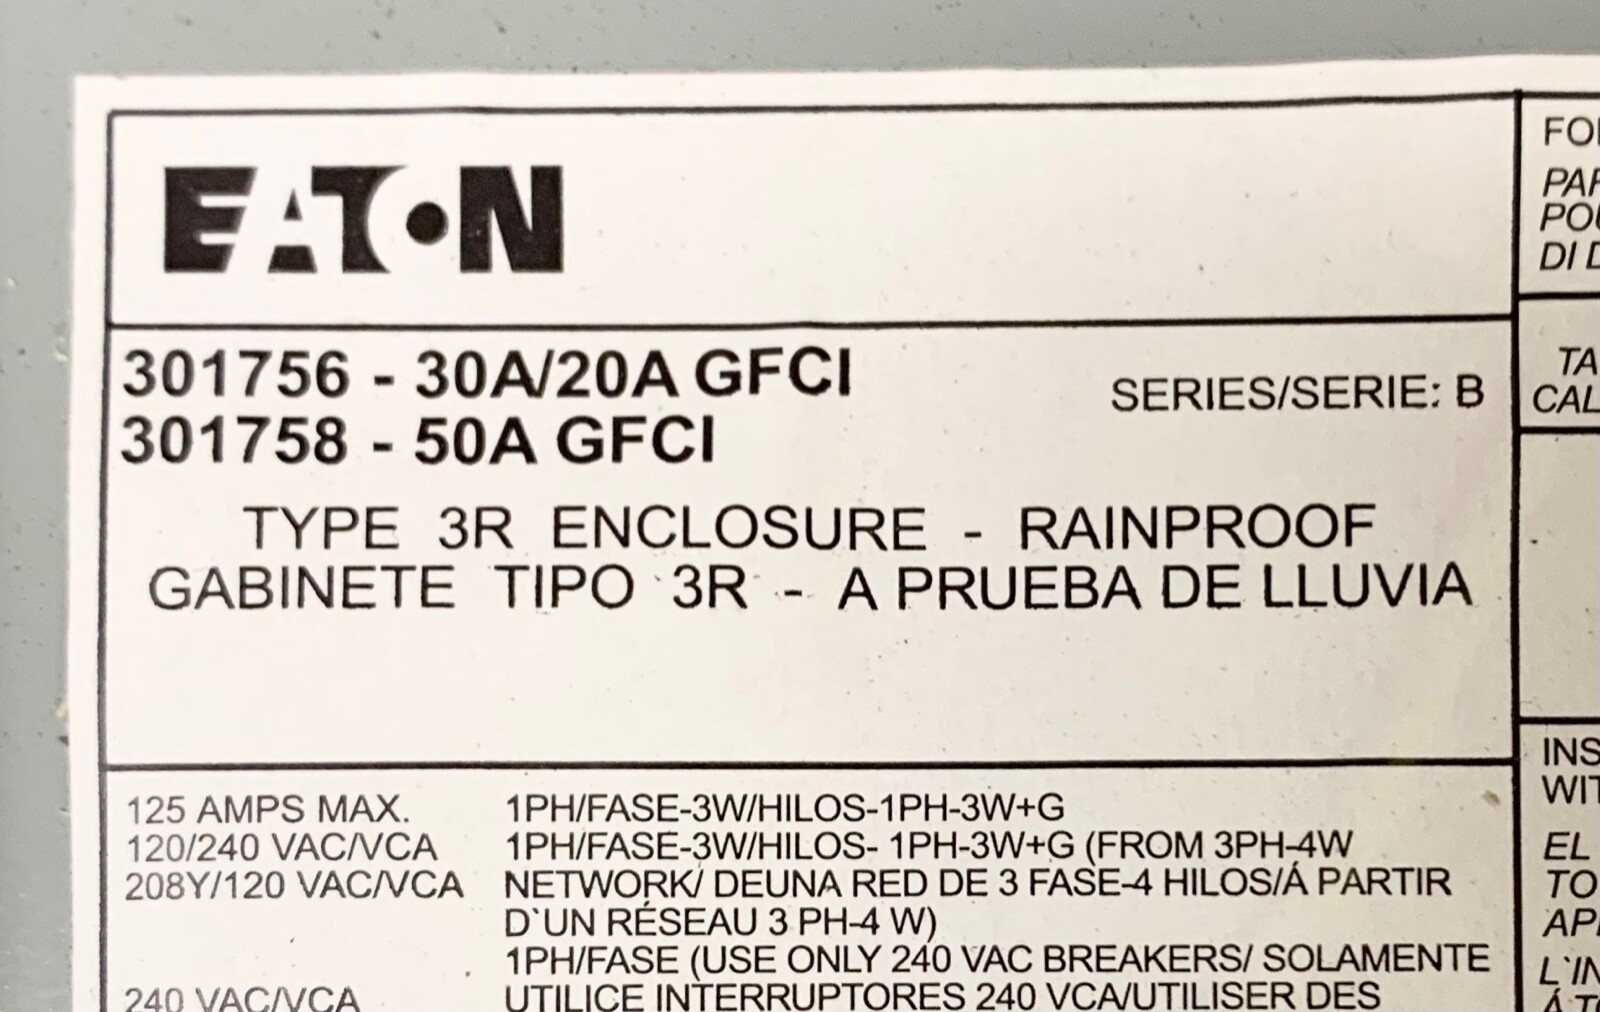 EATON
301756 - 30A/20A GFCI
301758 - 50A GFCI
SERIES/SERIE: B
TYPE 3R ENCLOSURE - RAINPROOF
GABINETE TIPO 3R - A PRUEBA DE LLUVIA
125 AMPS MAX. 1PH/FASE-3W/HILOS-1PH-3W+G
120/240 VAC/VCA 1PH/FASE-3W/HILOS- 1PH-3W+G (FROM 3PH-4W
208Y/120 VAC/VCA NETWORK/ DEUNA RED DE 3 FASE-4 HILOS/Á PARTIR
D`UN RÉSEAU 3 PH-4 W)
1PH/FASE (USE ONLY 240 VAC BREAKERS/ SOLAMENTE
240 VAC/VCA UTILICE INTERRUPTORES 240 VCA/UTILISER DES
DI
EL